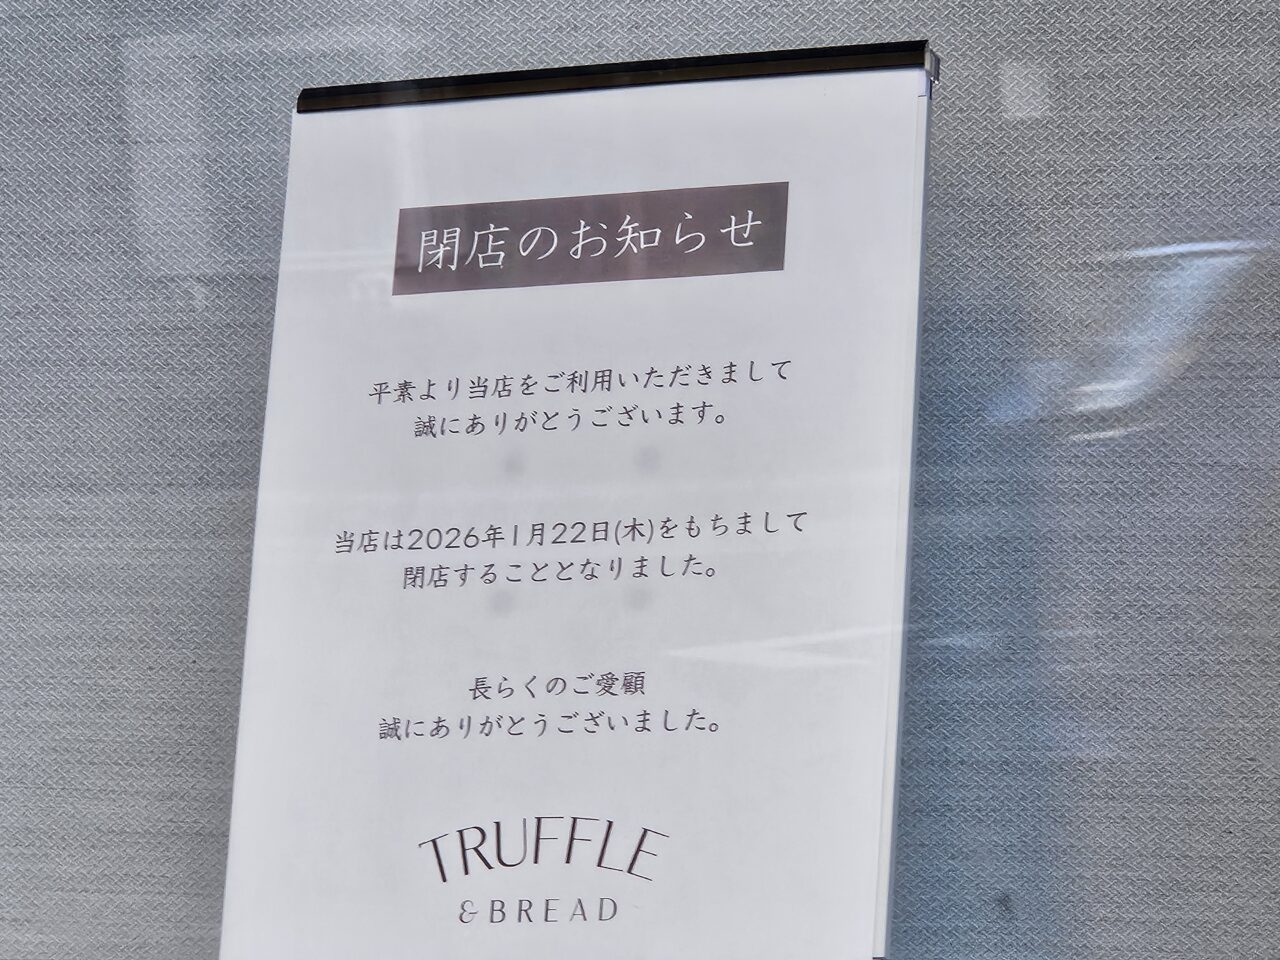 閉店のお知らせ
平素より当店をご利用いただきまして
誠にありがとうございます。
当店は2026年1月22日(木)をもちまして
閉店することとなりました。
長らくのご愛顧
誠にありがとうございました。
TRUFFLE
&BREAD